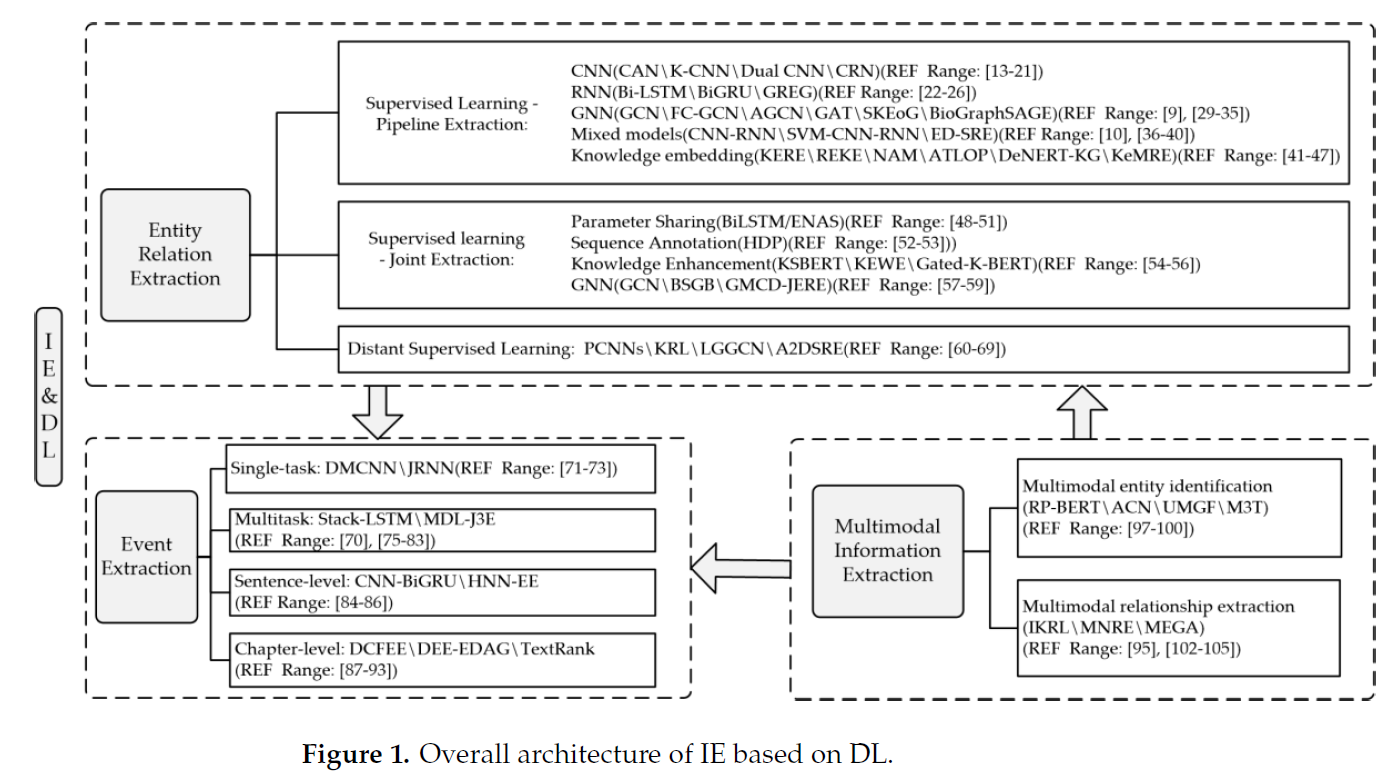 IE&DL
Entity
Relation
Extraction
Supervised Learning -
Pipeline Extraction:
CNN(CAN\K-CNN\Dual CNN\CRN)(REF Range: [13-21])
RNN(Bi-LSTM\BiGRU\GREG)(REF Range: [22-26])
GNN(GCN\FC-GCN\AGCN\GAT\SKEoG\BioGraphSAGE)(REF Range: [9], [29-35])
Mixed models(CNN-RNN\SVM-CNN-RNN\ED-SRE)(REF Range: [10], [36-40])
Knowledge embedding(KERE\REKE\NAM\ATLOP\DeNERT-KG\KeMRE)(REF Range: [41-47])
Supervised learning
- Joint Extraction:
Parameter Sharing(BiLSTM/ENAS)(REF Range: [48-51])
Sequence Annotation(HDP)(REF Range: [52-53]))
Knowledge Enhancement(KSBERT\KEWE\Gated-K-BERT)(REF Range: [54-56])
GNN(GCN\BSGB\GMCD-JERE)(REF Range: [57-59])
Distant Supervised Learning: PCNNs\KRL\LGGCN\A2DSRE(REF Range: [60-69])
Event
Extraction
Single-task: DMCNN\JRNN(REF Range: [71-73])
Multitask: Stack-LSTM\MDL-J3E
(REF Range: [70], [75-83])
Sentence-level: CNN-BiGRU\HNN-EE
(REF Range: [84-86])
Chapter-level: DCFEE\DEE-EDAG\TextRank
(REF Range: [87-93])
Multimodal
Information
Extraction
Multimodal entity identification
(RP-BERT\ACN\UMGF\M3T)
(REF Range: [97-100])
Multimodal relationship extraction
(IKRL\MNRE\MEGA)
(REF Range: [95], [102-105])
Figure 1. Overall architecture of IE based on DL.